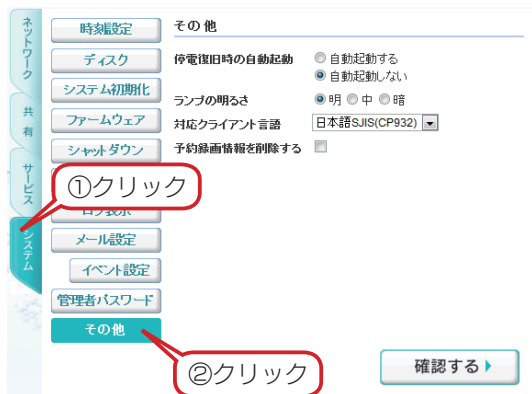 ネットワーク
共有
サービス
システム
時刻設定
ディスク
システム初期化
ファームウェア
シャットダウン
ログ表示
メール設定
イベント設定
管理者パスワード
その他
その他
停電復旧時の自動起動
自動起動する
自動起動しない
ランプの明るさ
明 中 暗
対応クライアント言語
日本語SJIS(CP932)
予約録画情報を削除する
①クリック
②クリック
確認する